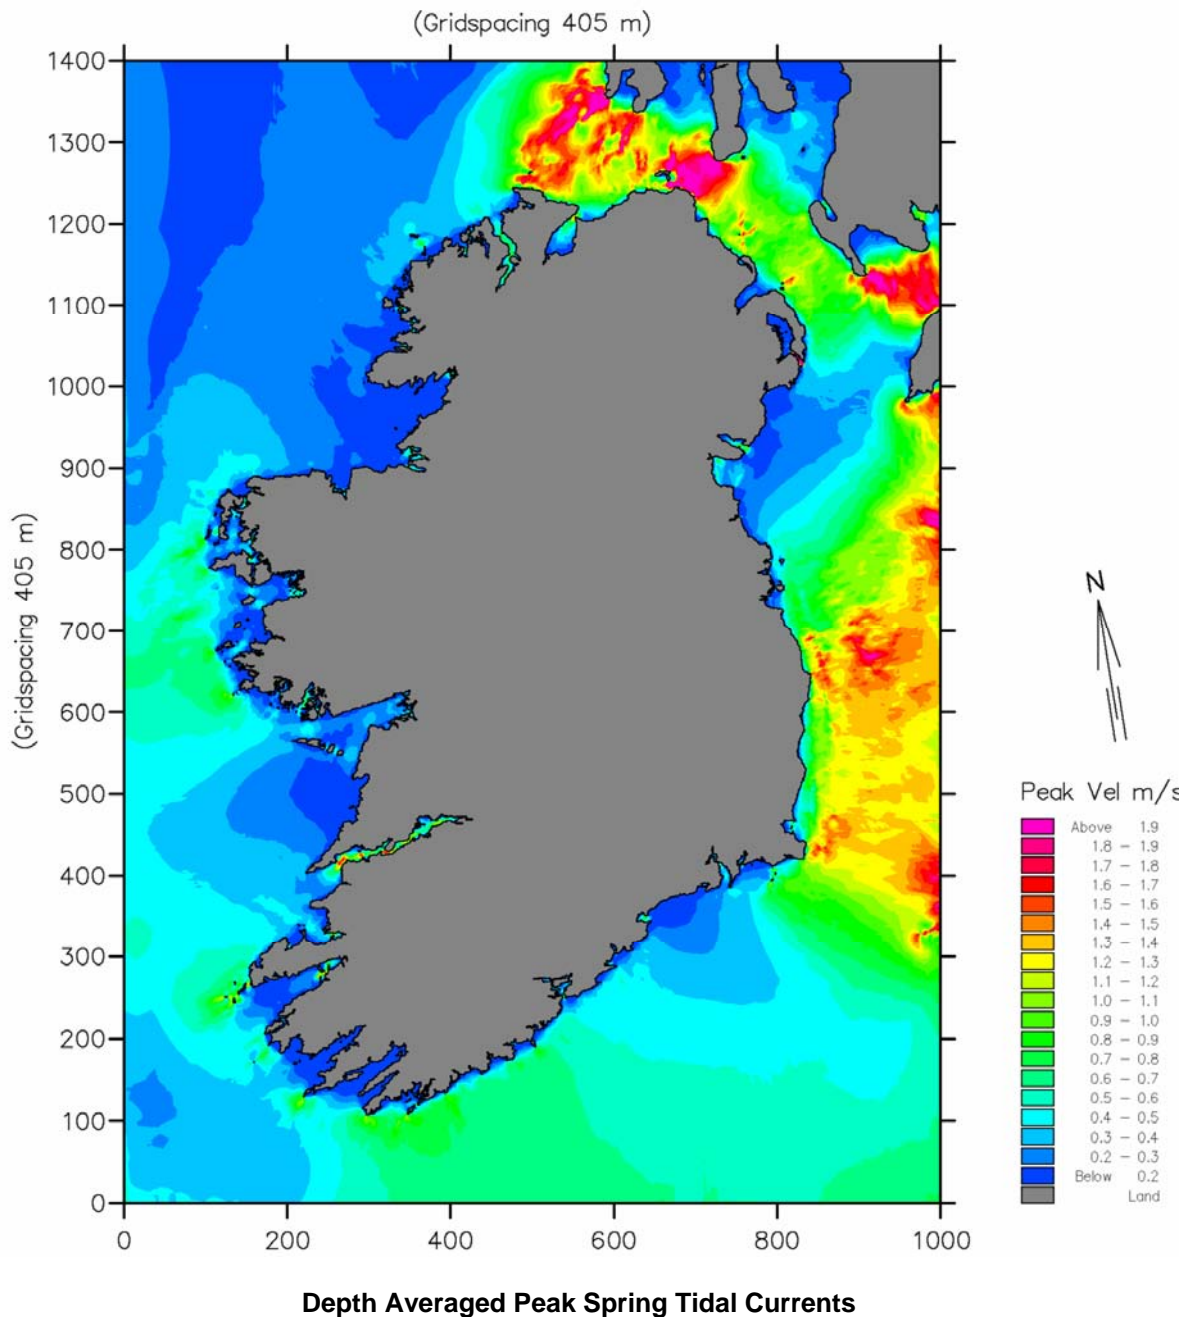 (Gridspacing 405 m)
1400
1300
1200
1100
1000
900
800
700
600
500
400
300
200
100
0
(Gridspacing 405 m)
0 200 400 600 800 1000
N
Peak Vel m/s
Above 1.9
1.8 - 1.9
1.7 - 1.8
1.6 - 1.7
1.5 - 1.6
1.4 - 1.5
1.3 - 1.4
1.2 - 1.3
1.1 - 1.2
1.0 - 1.1
0.9 - 1.0
0.8 - 0.9
0.7 - 0.8
0.6 - 0.7
0.5 - 0.6
0.4 - 0.5
0.3 - 0.4
0.2 - 0.3
Below 0.2
Land
Depth Averaged Peak Spring Tidal Currents